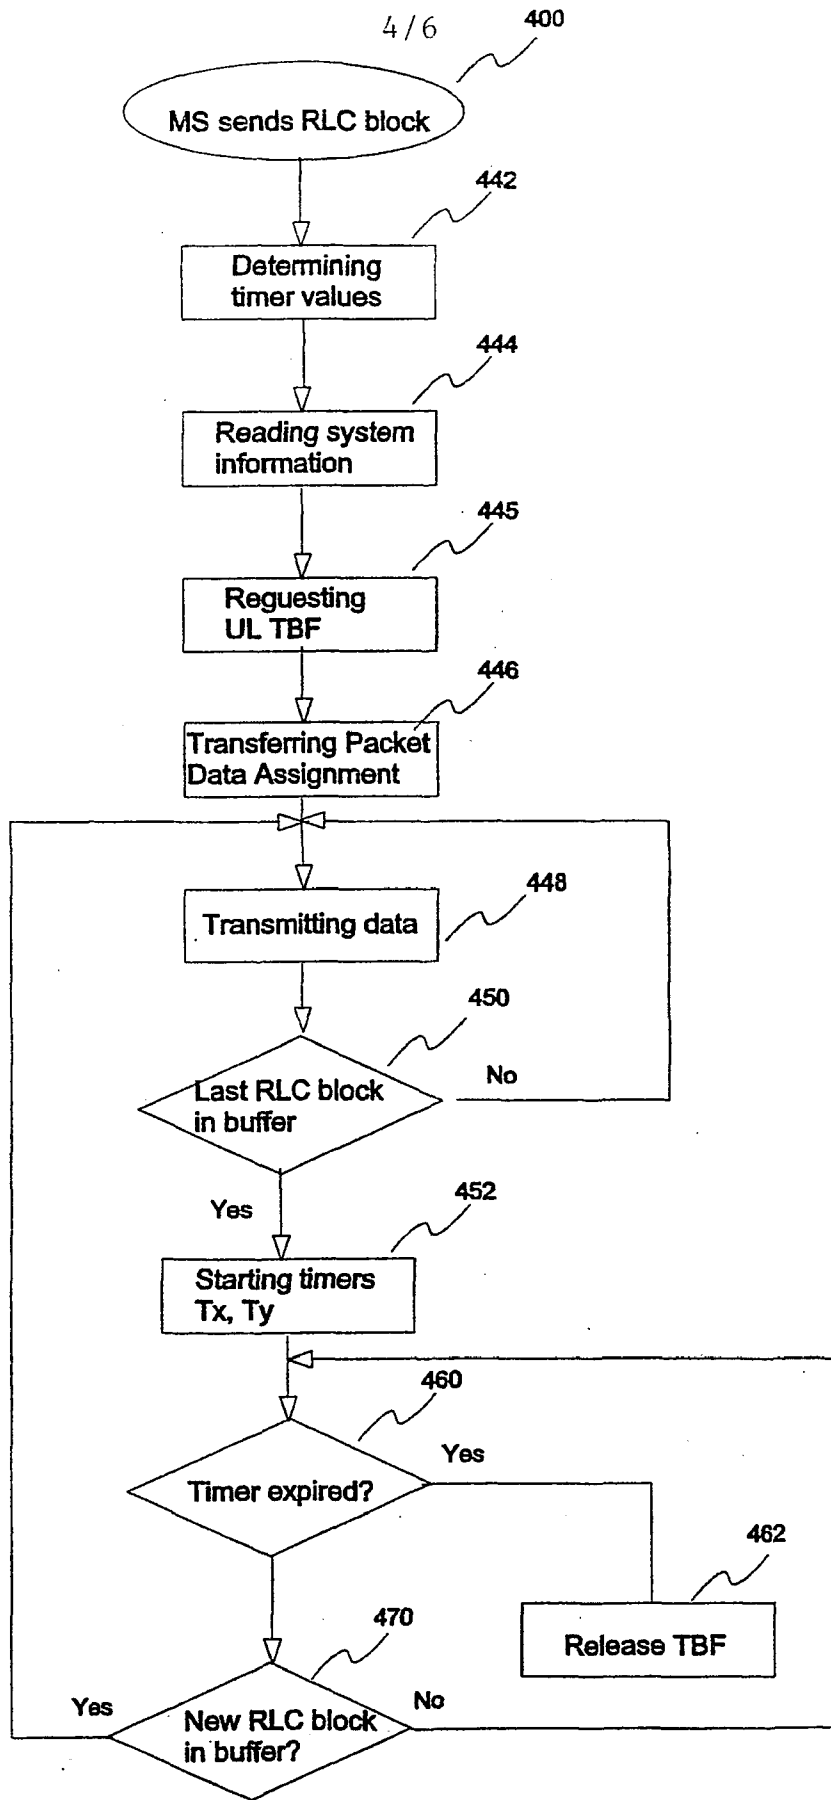 4/6
400
MS sends RLC block
442
Determining
timer values
444
Reading system
information
445
Reguesting
UL TBF
446
Transferring Packet
Data Assignment
448
Transmitting data
450
Last RLC block
in buffer
No
Yes
452
Starting timers
Tx, Ty
460
Timer expired?
Yes
462
Release TBF
470
New RLC block
in buffer?
Yes
No